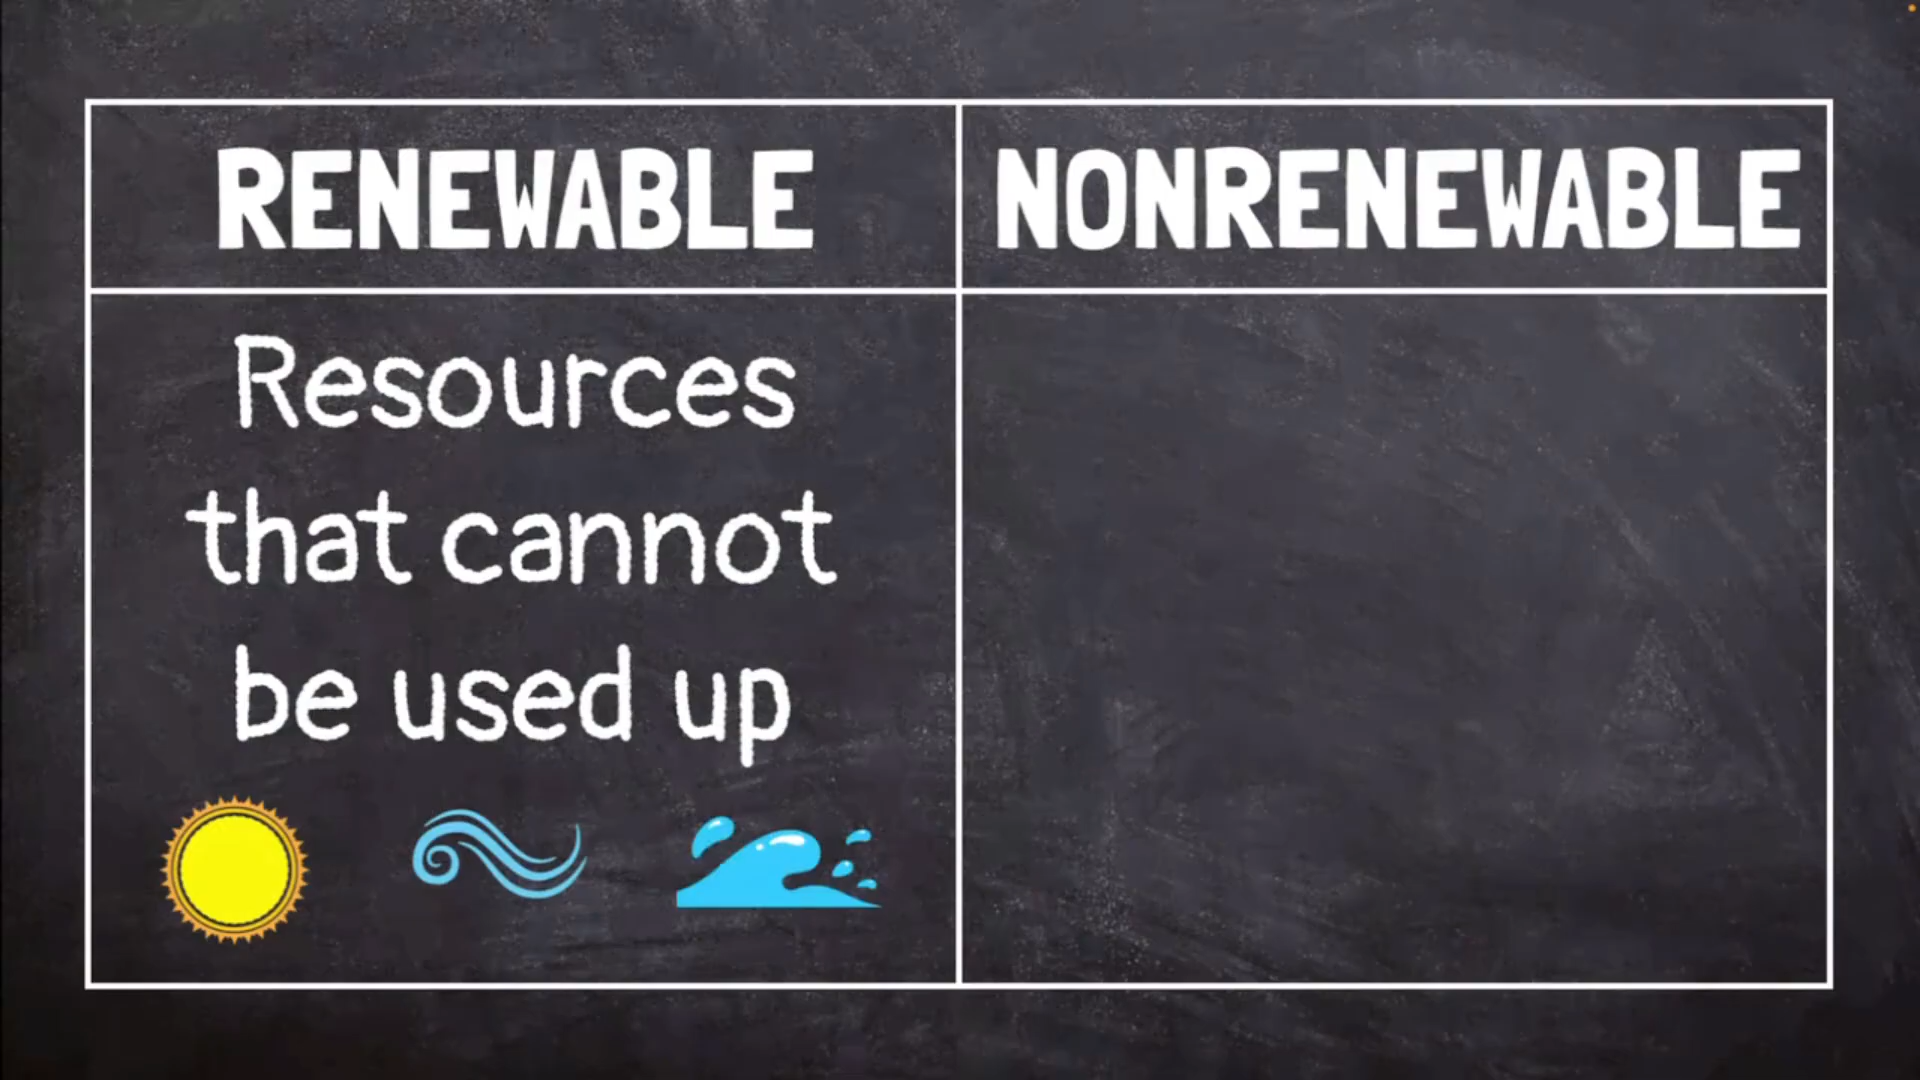 RENEWABLE
NONRENEWABLE
Resources
that cannot
be used up